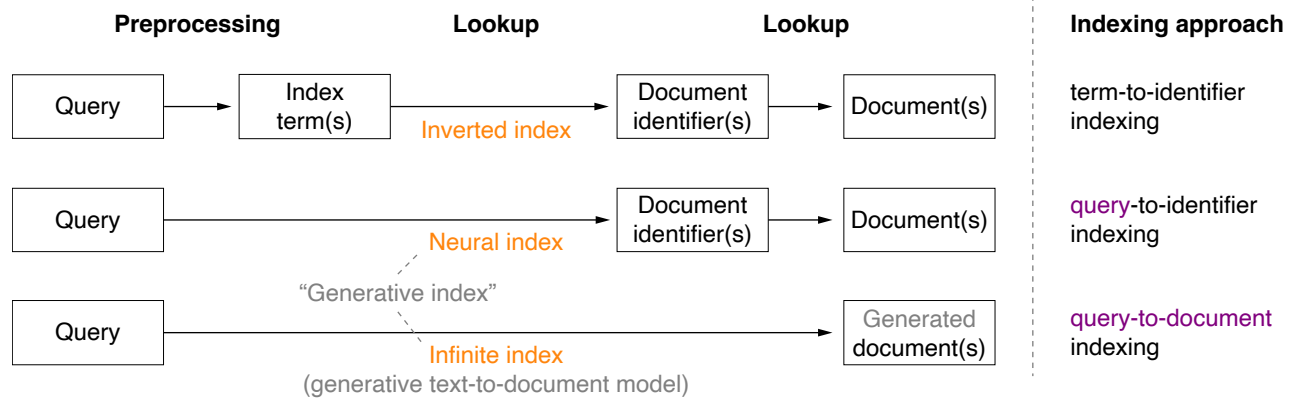 Preprocessing Lookup Lookup Indexing approach
Query
Index
term(s)
Inverted index
Document
identifier(s)
Document(s)
term-to-identifier
indexing
Query
Neural index
Document
identifier(s)
Document(s)
query-to-identifier
indexing
“Generative index”
Query
Infinite index
(generative text-to-document model)
Generated
document(s)
query-to-document
indexing